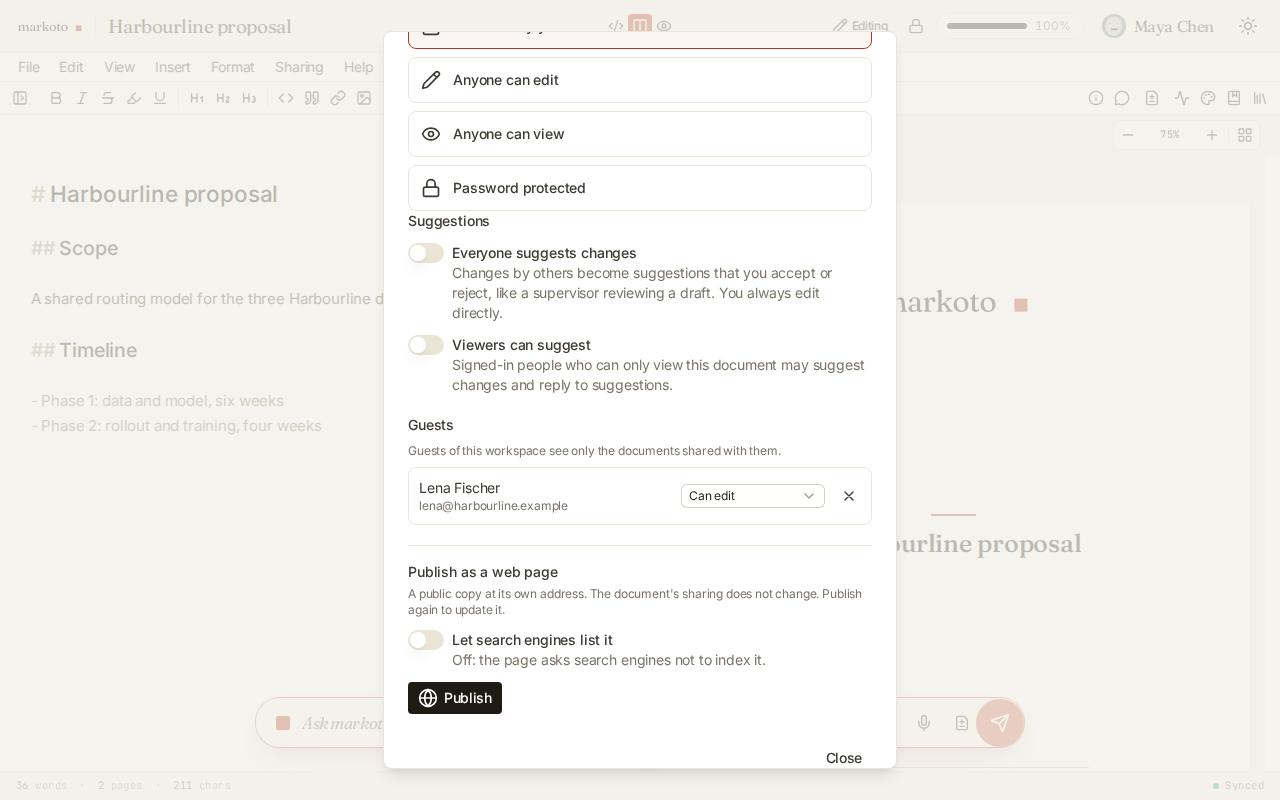 markoto
Harbourline proposal
Editing
100%
Maya Chen
File Edit View Insert Format Sharing Help
B I S U H1 H2 H3
75%
# Harbourline proposal
## Scope
A shared routing model for the three Harbourline d
## Timeline
- Phase 1: data and model, six weeks
- Phase 2: rollout and training, four weeks
Anyone can edit
Anyone can view
Password protected
Suggestions
Everyone suggests changes
Changes by others become suggestions that you accept or
reject, like a supervisor reviewing a draft. You always edit
directly.
Viewers can suggest
Signed-in people who can only view this document may suggest
changes and reply to suggestions.
Guests
Guests of this workspace see only the documents shared with them.
Lena Fischer
lena@harbourline.example
Can edit
Publish as a web page
A public copy at its own address. The document's sharing does not change. Publish
again to update it.
Let search engines list it
Off: the page asks search engines not to index it.
Publish
Close
arkoto
urline proposal
Ask markot
36 words · 2 pages · 211 chars
Synced